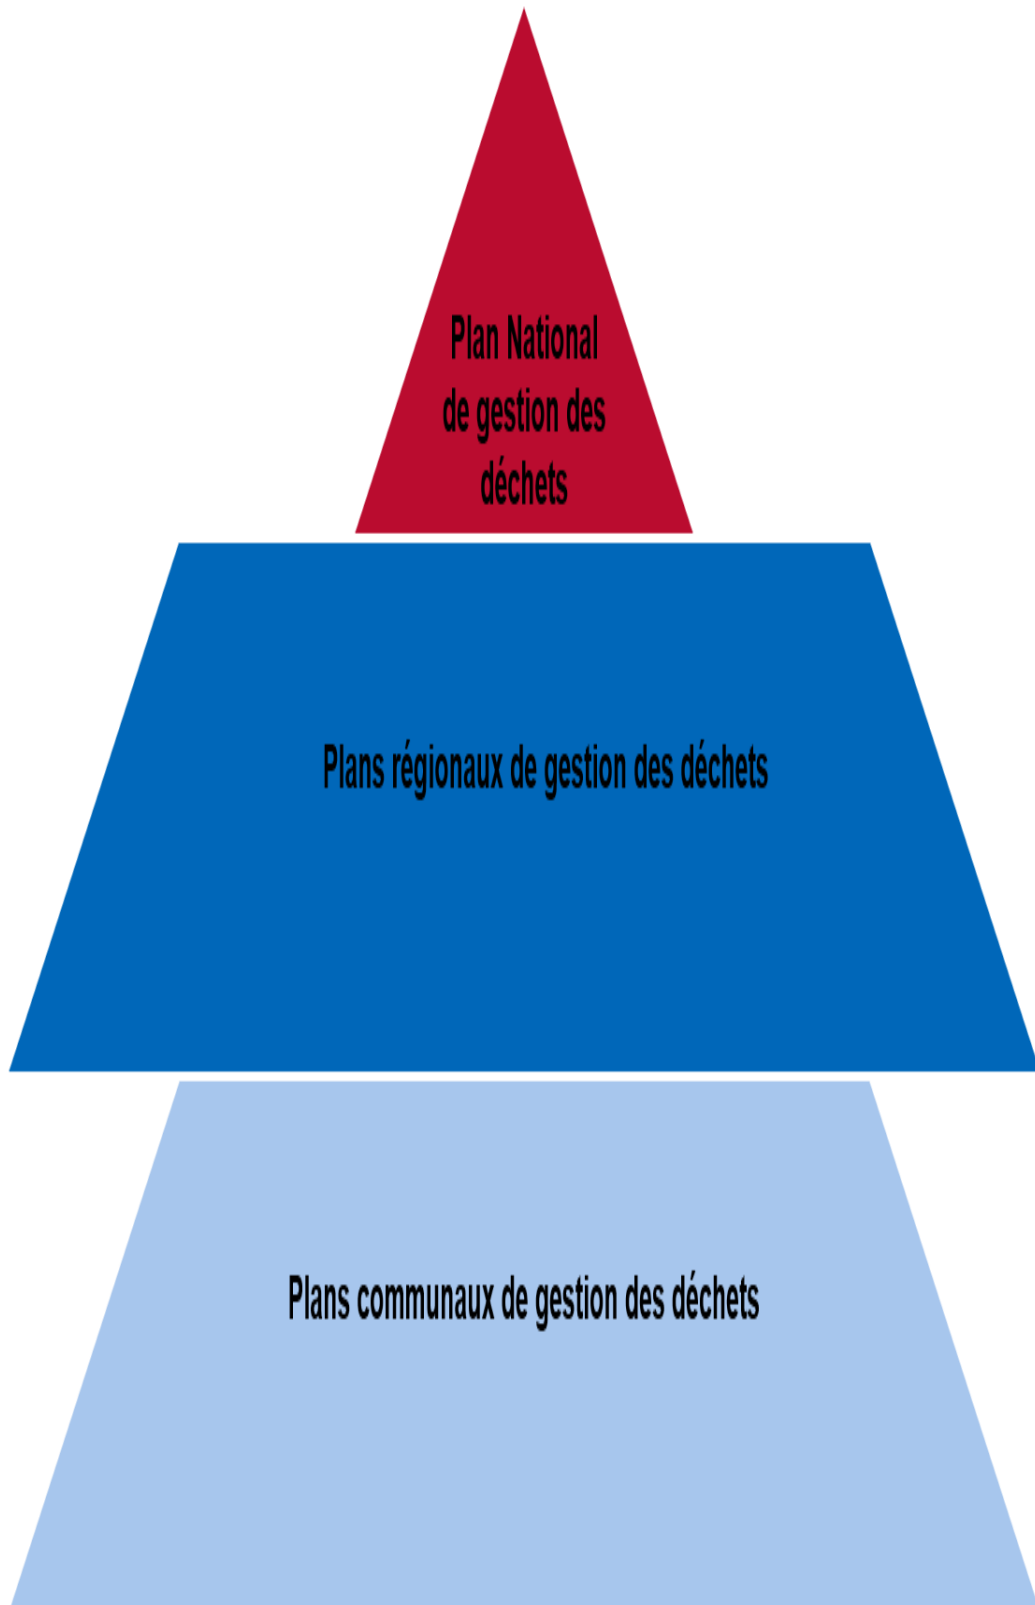 Plan National
de gestion des
déchets
Plans régionaux de gestion des déchets
Plans communaux de gestion des déchets